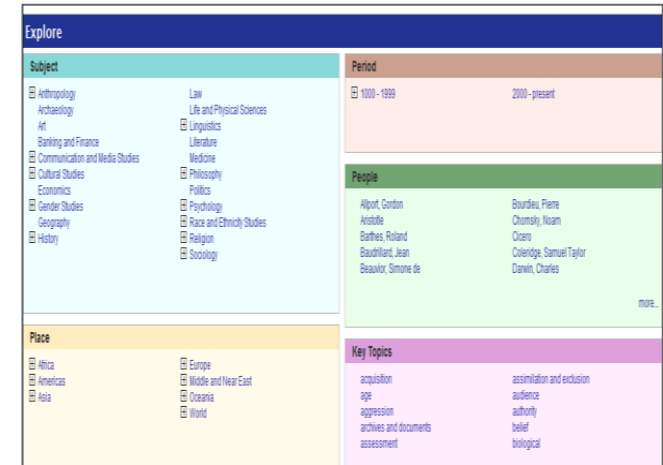 Explore
Subject
Anthropology
Archaeology
Art
Banking and Finance
Communication and Media Studies
Cultural Studies
Economics
Gender Studies
Geography
History
Law
Life and Physical Sciences
Linguistics
Literature
Medicine
Philosophy
Politics
Psychology
Race and Ethnicity Studies
Religion
Sociology
Place
Africa
Americas
Asia
Europe
Middle and Near East
Oceania
World
Period
1000 - 1999
2000 - present
People
Allport, Gordon
Aristotle
Barthes, Roland
Baudrillard, Jean
Beauvior, Simone de
Bourdieu, Pierre
Chomsky, Noam
Cicero
Coleridge, Samuel Taylor
Darwin, Charles
more...
Key Topics
acquisition
age
aggression
archives and documents
assessment
assimilation and exclusion
audience
authority
belief
biological